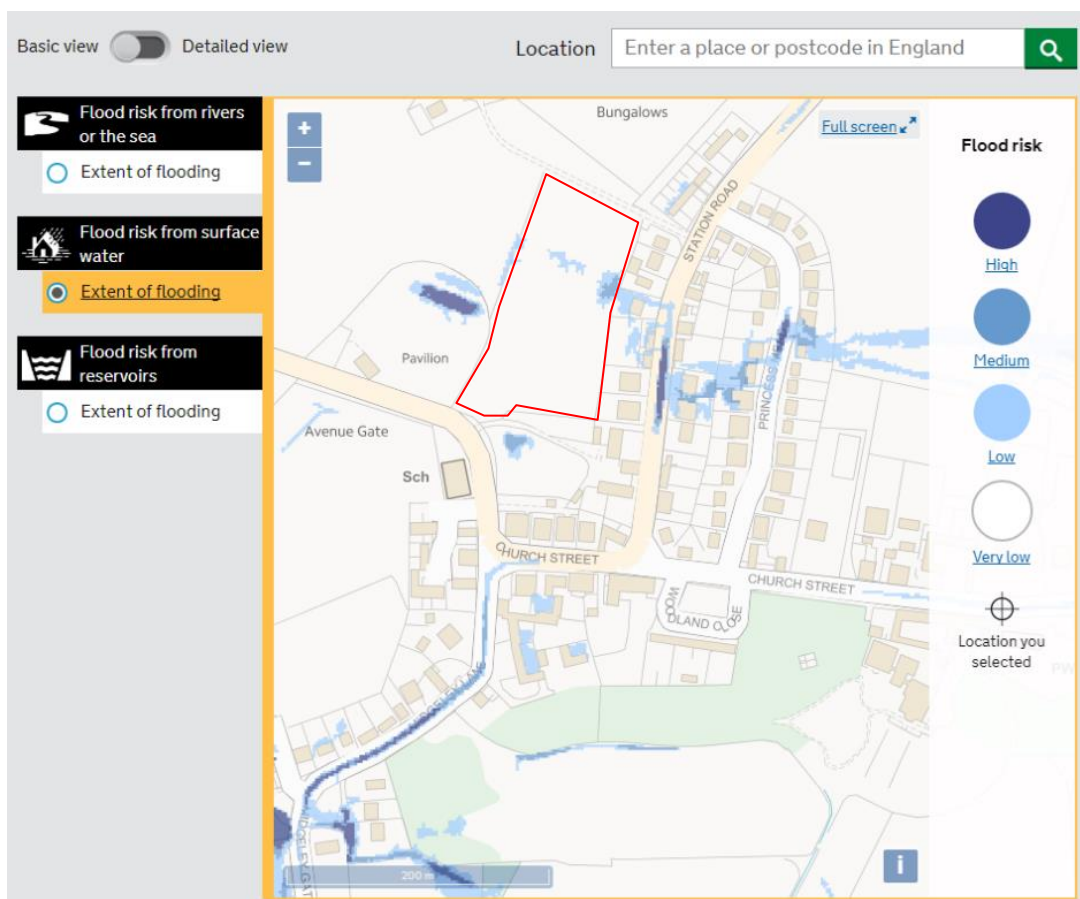 Basic view
Detailed view
Location
Enter a place or postcode in England
Flood risk from rivers
or the sea
Extent of flooding
Flood risk from surface
water
Extent of flooding
Flood risk from
reservoirs
Extent of flooding
+
−
Bungalows
Full screen
STATION ROAD
Pavilion
Avenue Gate
Sch
PRINCESS AVE
CHURCH STREET
CHURCH STREET
WOODLAND CLOSE
200 m
i
Flood risk
High
Medium
Low
Very low
Location you
selected
PW